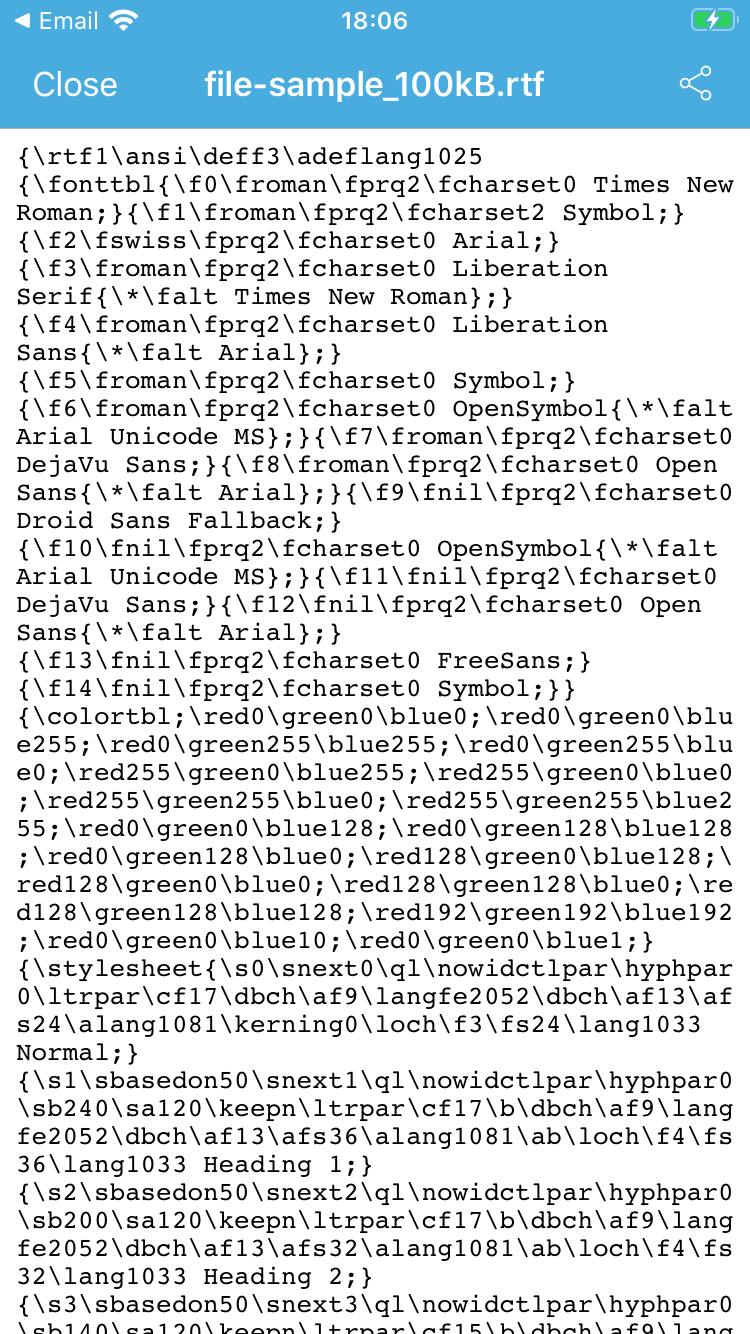 Email
18:06
Close
file-sample_100kB.rtf
{\rtf1\ansi\deff3\adeflang1025
{\fonttbl{\f0\froman\fprq2\fcharset0 Times New
Roman;}{\f1\froman\fprq2\fcharset2 Symbol;}
{\f2\fswiss\fprq2\fcharset0 Arial;}
{\f3\froman\fprq2\fcharset0 Liberation
Serif{\*\falt Times New Roman};}
{\f4\froman\fprq2\fcharset0 Liberation
Sans{\*\falt Arial};}
{\f5\froman\fprq2\fcharset0 Symbol;}
{\f6\froman\fprq2\fcharset0 OpenSymbol{\*\falt
Arial Unicode MS};}{\f7\froman\fprq2\fcharset0
DejaVu Sans;}{\f8\froman\fprq2\fcharset0 Open
Sans{\*\falt Arial};}{\f9\fnil\fprq2\fcharset0
Droid Sans Fallback;}
{\f10\fnil\fprq2\fcharset0 OpenSymbol{\*\falt
Arial Unicode MS};}{\f11\fnil\fprq2\fcharset0
DejaVu Sans;}{\f12\fnil\fprq2\fcharset0 Open
Sans{\*\falt Arial};}
{\f13\fnil\fprq2\fcharset0 FreeSans;}
{\f14\fnil\fprq2\fcharset0 Symbol;}}
{\colortbl;\red0\green0\blue0;\red0\green0\blu
e255;\red0\green255\blue255;\red0\green255\blu
e0;\red255\green0\blue255;\red255\green0\blue0
;\red255\green255\blue0;\red255\green255\blue2
55;\red0\green0\blue128;\red0\green128\blue128
;\red0\green128\blue0;\red128\green0\blue128;\
red128\green0\blue0;\red128\green128\blue0;\re
d128\green128\blue128;\red192\green192\blue192
;\red0\green0\blue10;\red0\green0\blue1;}
{\stylesheet{\s0\snext0\ql\nowidctlpar\hyphpar
0\ltrpar\cf17\dbch\af9\langfe2052\dbch\af13\af
s24\alang1081\kerning0\loch\f3\fs24\lang1033
Normal;}
{\s1\sbasedon50\snext1\ql\nowidctlpar\hyphpar0
\sb240\sa120\keepn\ltrpar\cf17\b\dbch\af9\lang
fe2052\dbch\af13\afs36\alang1081\ab\loch\f4\fs
36\lang1033 Heading 1;}
{\s2\sbasedon50\snext2\ql\nowidctlpar\hyphpar0
\sb200\sa120\keepn\ltrpar\cf17\b\dbch\af9\lang
fe2052\dbch\af13\afs32\alang1081\ab\loch\f4\fs
32\lang1033 Heading 2;}
{\s3\sbasedon50\snext3\ql\nowidctlpar\hyphpar0
\sb140\sa120\keepn\ltrpar\cf15\b\dbch\af9\lang